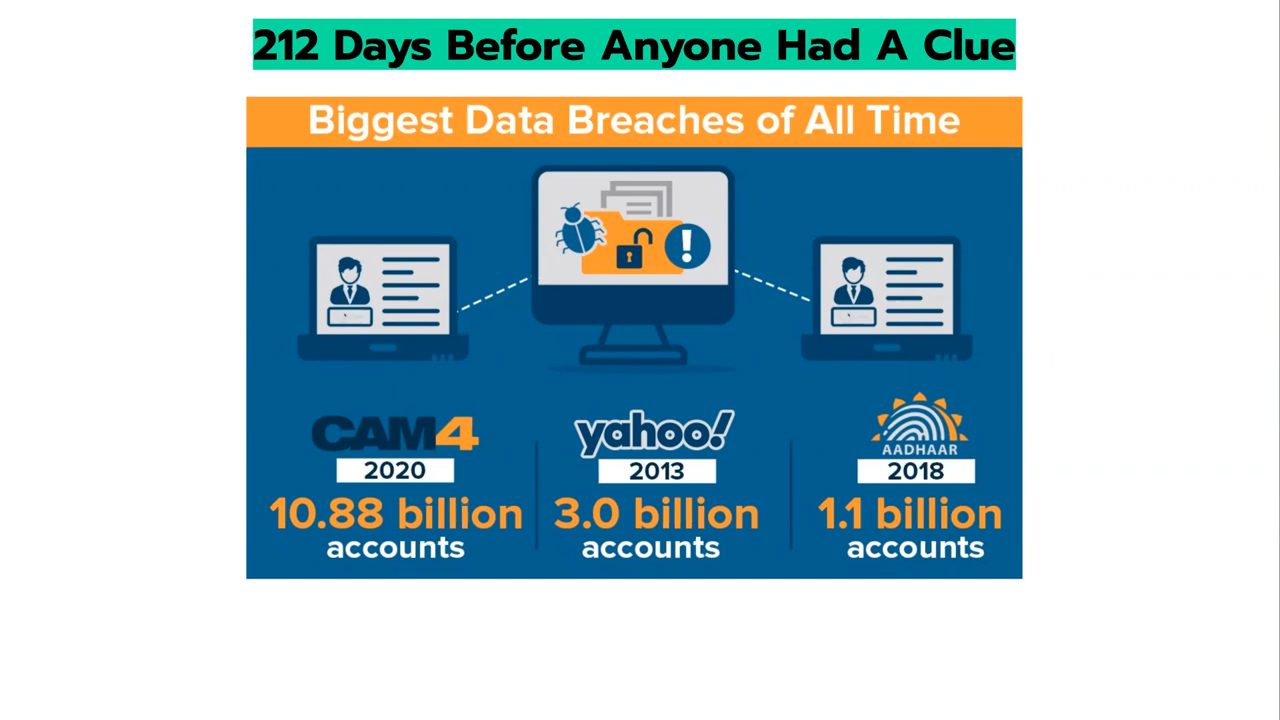 212 Days Before Anyone Had A Clue
Biggest Data Breaches of All Time
CAM4
2020
10.88 billion
accounts
yahoo!
2013
3.0 billion
accounts
AADHAAR
2018
1.1 billion
accounts